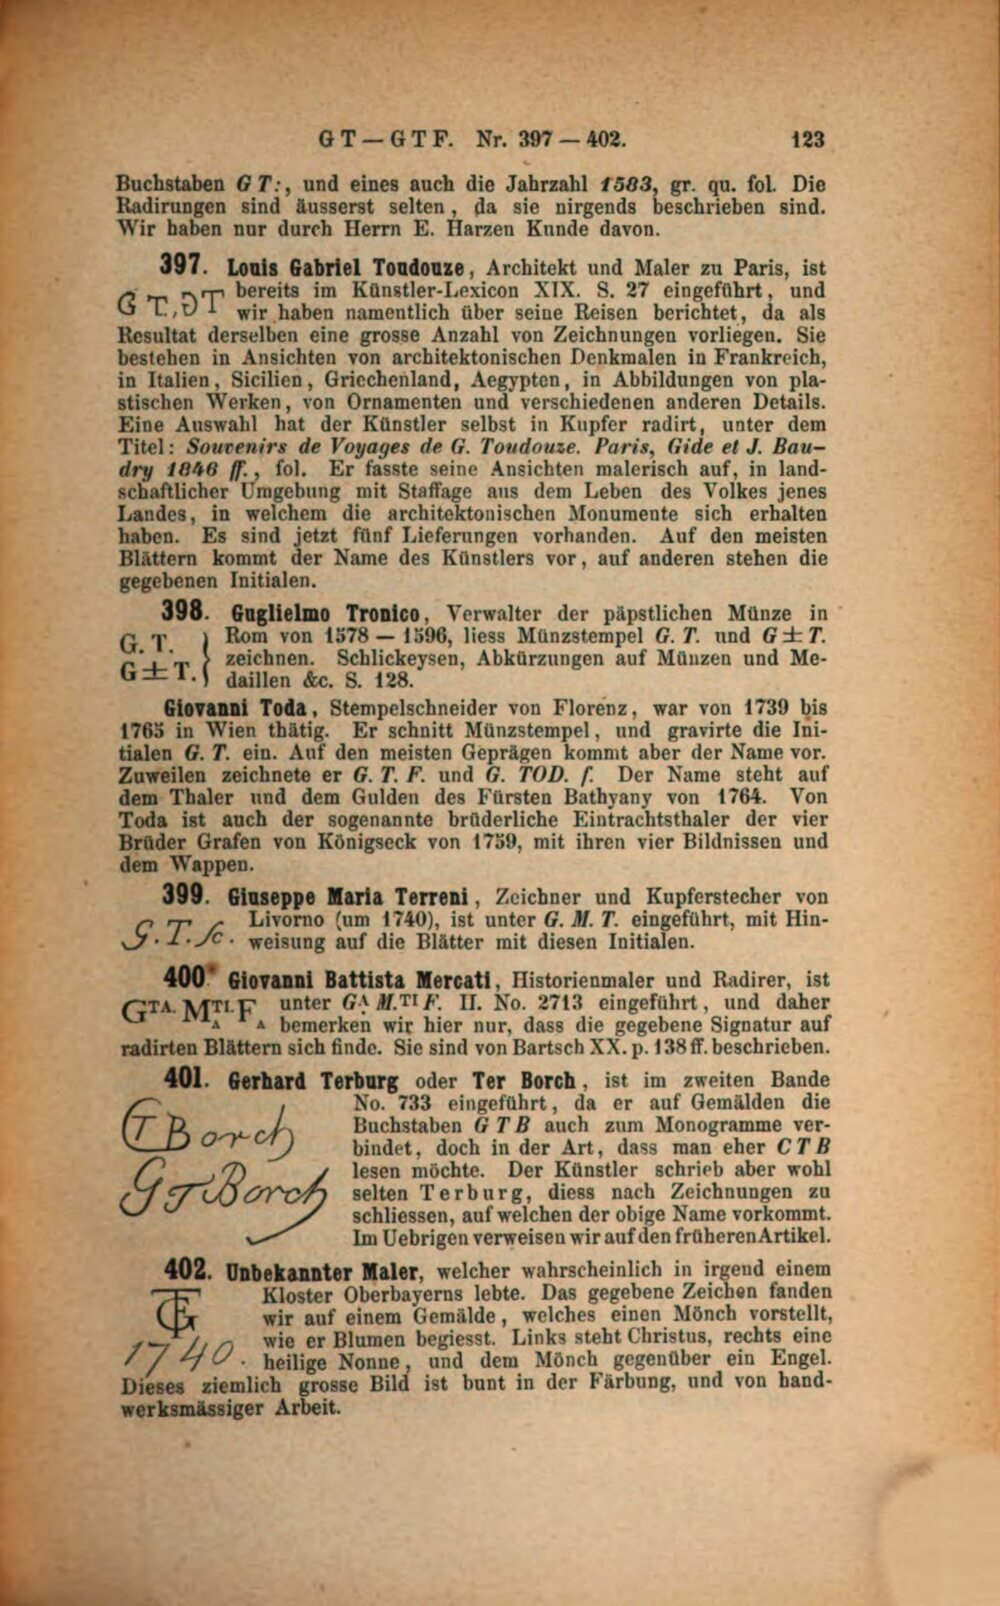 GT — GTF. Nr. 397 — 402. 123
Buchstaben G T:, und eines auch die Jahrzahl 1583, gr. qu. fol. Die
Radirungen sind äusserst selten, da sie nirgends beschrieben sind.
Wir haben nur durch Herrn E. Harzen Kunde davon.
397. Louis Gabriel Toudouze, Architekt und Maler zu Paris, ist
G T., GT bereits im Künstler-Lexicon XIX. S. 27 eingeführt, und
wir haben namentlich über seine Reisen berichtet, da als
Resultat derselben eine grosse Anzahl von Zeichnungen vorliegen. Sie
bestehen in Ansichten von architektonischen Denkmalen in Frankreich,
in Italien, Sicilien, Griechenland, Aegypten, in Abbildungen von pla-
stischen Werken, von Ornamenten und verschiedenen anderen Details.
Eine Auswahl hat der Künstler selbst in Kupfer radirt, unter dem
Titel: Souvenirs de Voyages de G. Toudouze. Paris, Gide et J. Bau-
dry 1846 ff., fol. Er fasste seine Ansichten malerisch auf, in land-
schaftlicher Umgebung mit Staffage aus dem Leben des Volkes jenes
Landes, in welchem die architektonischen Monumente sich erhalten
haben. Es sind jetzt fünf Lieferungen vorhanden. Auf den meisten
Blättern kommt der Name des Künstlers vor, auf anderen stehen die
gegebenen Initialen.
398. Guglielmo Tronico, Verwalter der päpstlichen Münze in
G. T. Rom von 1578 — 1596, liess Münzstempel G. T. und G ± T.
G ± T. zeichnen. Schlickeysen, Abkürzungen auf Münzen und Me-
daillen &c. S. 128.
Giovanni Toda, Stempelschneider von Florenz, war von 1739 bis
1765 in Wien thätig. Er schnitt Münzstempel, und gravirte die Ini-
tialen G. T. ein. Auf den meisten Geprägen kommt aber der Name vor.
Zuweilen zeichnete er G. T. F. und G. TOD. f. Der Name steht auf
dem Thaler und dem Gulden des Fürsten Bathyany von 1764. Von
Toda ist auch der sogenannte brüderliche Eintrachtsthaler der vier
Brüder Grafen von Königseck von 1759, mit ihren vier Bildnissen und
dem Wappen.
399. Giuseppe Maria Terreni, Zeichner und Kupferstecher von
G. T. Sc. Livorno (um 1740), ist unter G. M. T. eingeführt, mit Hin-
weisung auf die Blätter mit diesen Initialen.
400. Giovanni Battista Mercati, Historienmaler und Radirer, ist
GTA. MTI. F unter GA M.TI F. II. No. 2713 eingeführt, und daher
A A bemerken wir hier nur, dass die gegebene Signatur auf
radirten Blättern sich finde. Sie sind von Bartsch XX. p. 138 ff. beschrieben.
401. Gerhard Terburg oder Ter Borch, ist im zweiten Bande
No. 733 eingeführt, da er auf Gemälden die
GTBorch Buchstaben G T B auch zum Monogramme ver-
bindet, doch in der Art, dass man eher C T B
lesen möchte. Der Künstler schrieb aber wohl
GTBorch selten Terburg, diess nach Zeichnungen zu
schliessen, auf welchen der obige Name vorkommt.
Im Uebrigen verweisen wir auf den früheren Artikel.
402. Unbekannter Maler, welcher wahrscheinlich in irgend einem
Kloster Oberbayerns lebte. Das gegebene Zeichen fanden
TG wir auf einem Gemälde, welches einen Mönch vorstellt,
wie er Blumen begiesst. Links steht Christus, rechts eine
1740. heilige Nonne, und dem Mönch gegenüber ein Engel.
Dieses ziemlich grosse Bild ist bunt in der Färbung, und von hand-
werksmässiger Arbeit.